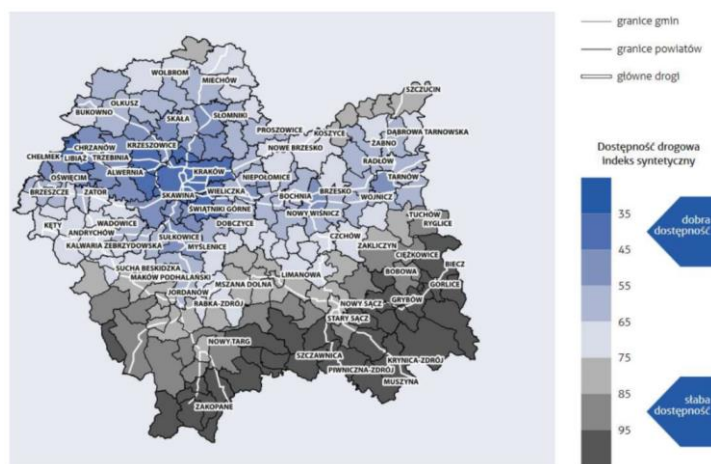 granice gmin
granice powiatów
główne drogi
Dostępność drogowa
Indeks syntetyczny
35
45
55
65
75
85
95
dobra
dostępność
słaba
dostępność
WOLBROM
MIECHÓW
SZCZUCIN
OLKUSZ
BUKOWNO
SKAŁA
SŁOMNIKI
PROSZOWICE
KOSZYCE
DĄBROWA TARNOWSKA
CHRZANÓW
KRZESZOWICE
NOWE BRZESKO
ŻABNO
CHEŁMEK
LIBIĄŻ
TRZEBINIA
RADŁÓW
OŚWIĘCIM
ALWERNIA
KRAKÓW
NIEPOŁOMICE
TARNÓW
BRZESZCZE
ZATOR
SKAWINA
WIELICZKA
BOCHNIA
BRZESKO
WOJNICZ
ŚWIĄTNIKI GÓRNE
NOWY WIŚNICZ
TUCHÓW
RYGLICE
KĘTY
WADOWICE
DOBCZYCE
ANDRYCHÓW
SUŁKOWICE
CZCHÓW
KALWARIA ZEBRZYDOWSKA
MYŚLENICE
ZAKLICZYN
CIĘŻKOWICE
BIECZ
SUCHA BESKIDZKA
LIMANOWA
BOBOWA
MAKÓW PODHALAŃSKI
MSZANA DOLNA
GORLICE
JORDANÓW
RABKA-ZDRÓJ
NOWY SĄCZ
GRYBÓW
STARY SĄCZ
NOWY TARG
SZCZAWNICA
KRYNICA-ZDRÓJ
PIWNICZNA-ZDRÓJ
MUSZYNA
ZAKOPANE